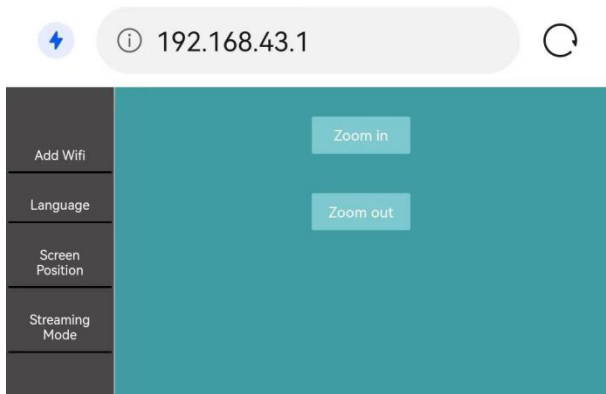 192.168.43.1
Add Wifi
Language
Screen
Position
Streaming
Mode
Zoom in
Zoom out